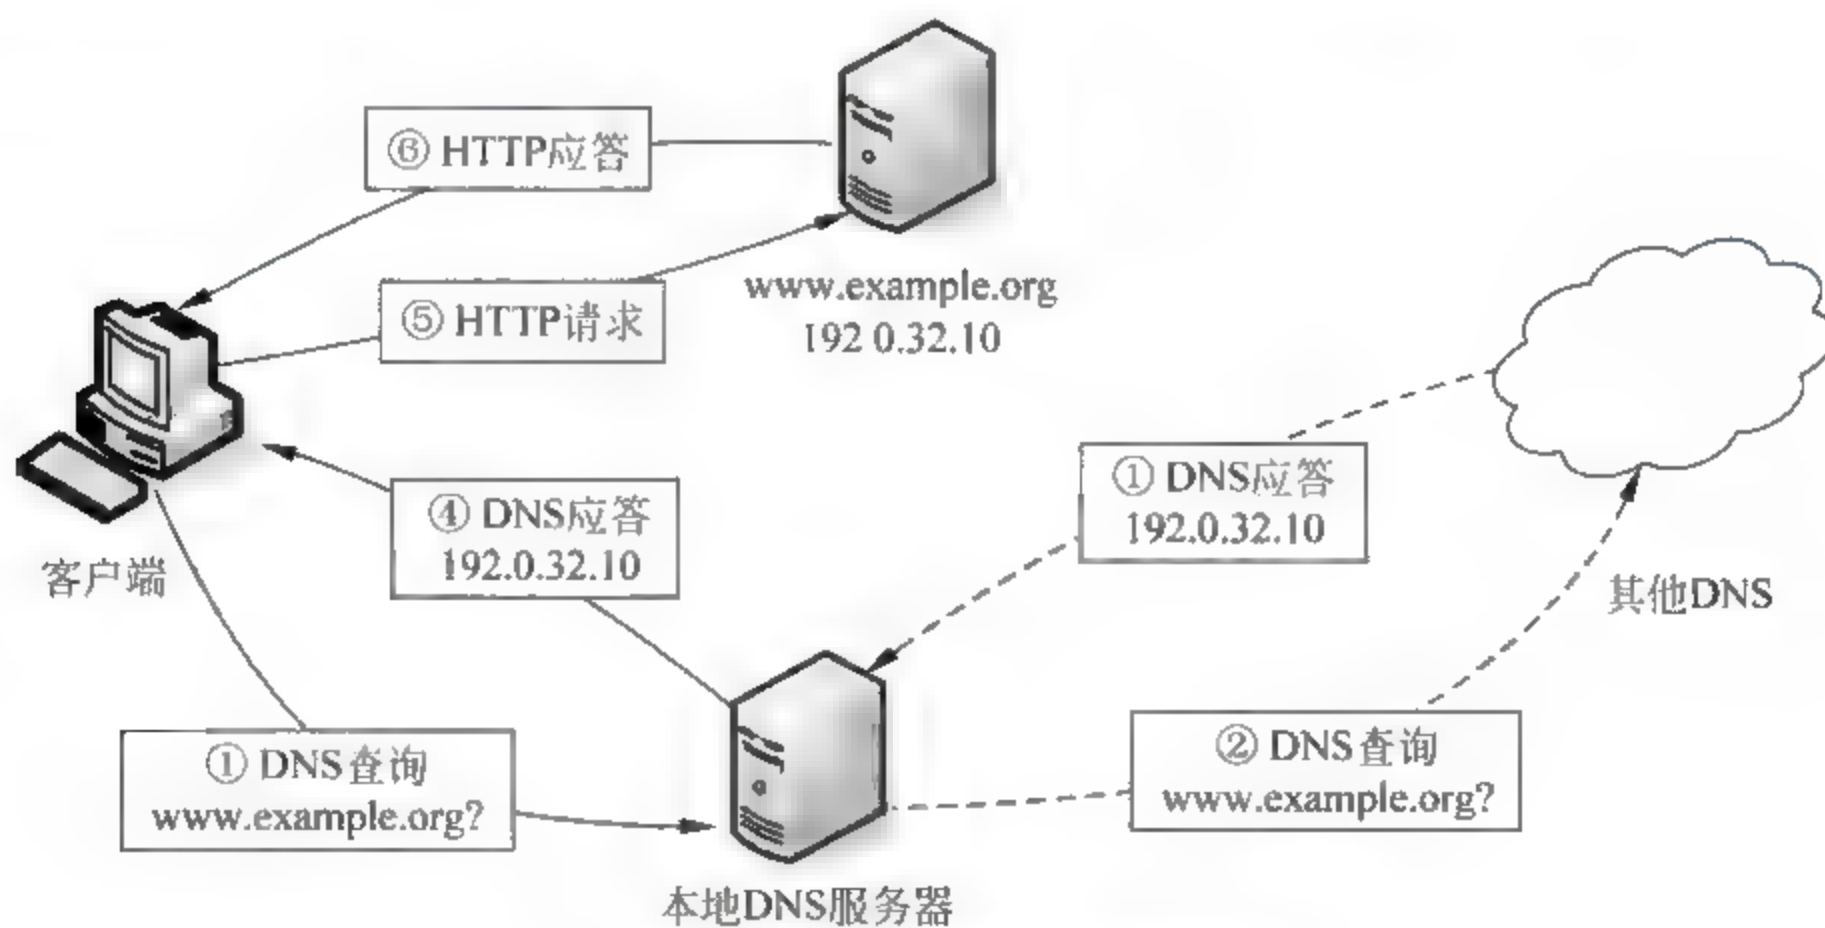 ⑥ HTTP应答
www.example.org
192 0.32.10
⑤ HTTP请求
① DNS应答
192.0.32.10
④ DNS应答
192.0.32.10
客户端
其他DNS
① DNS查询
www.example.org?
② DNS查询
www.example.org?
本地DNS服务器